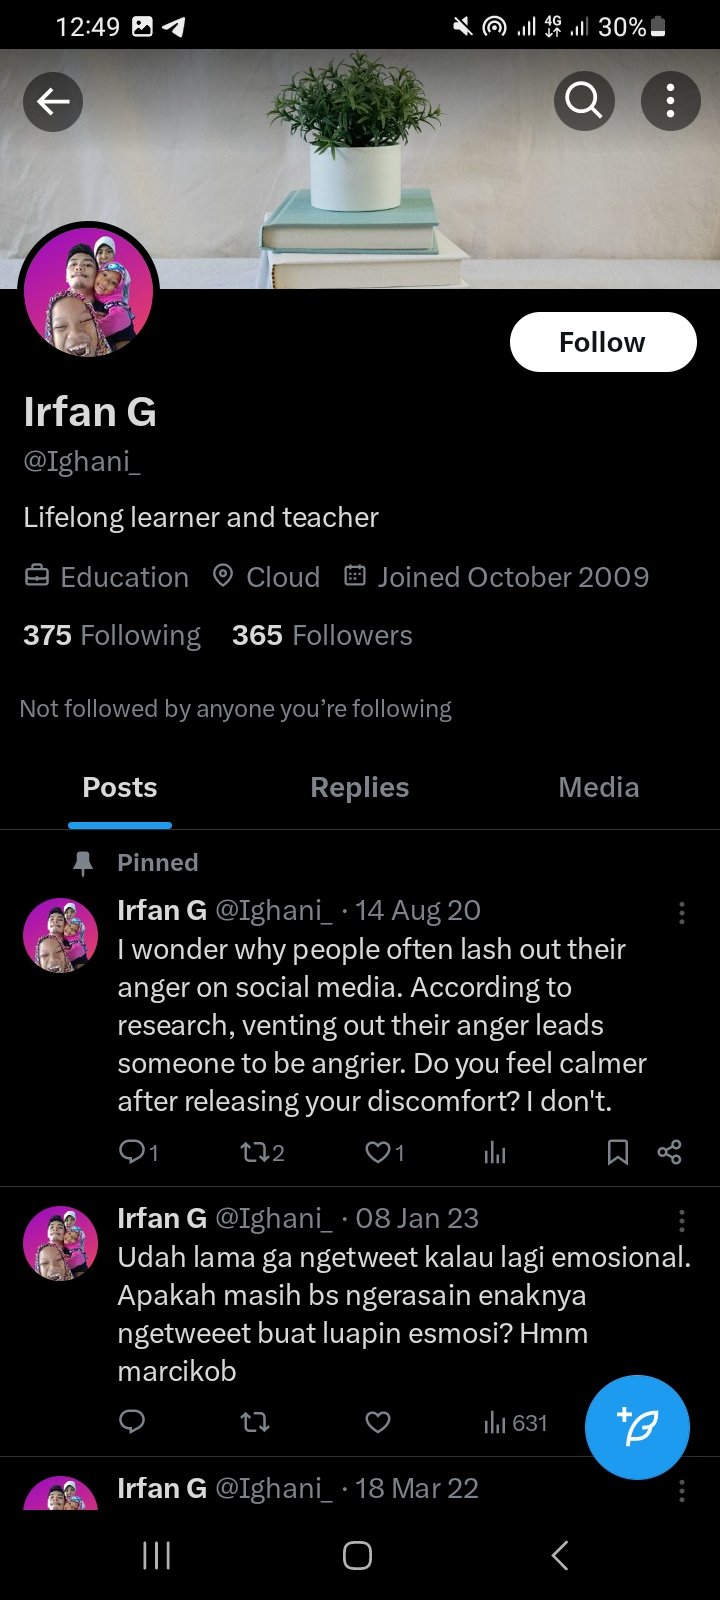 12:49
4G
30%
Follow
Irfan G
@Ighani_
Lifelong learner and teacher
Education Cloud Joined October 2009
375 Following 365 Followers
Not followed by anyone you’re following
Posts Replies Media
Pinned
Irfan G @Ighani_ · 14 Aug 20
I wonder why people often lash out their
anger on social media. According to
research, venting out their anger leads
someone to be angrier. Do you feel calmer
after releasing your discomfort? I don't.
1 2 1
Irfan G @Ighani_ · 08 Jan 23
Udah lama ga ngetweet kalau lagi emosional.
Apakah masih bs ngerasain enaknya
ngetweeet buat luapin esmosi? Hmm
marcikob
631
Irfan G @Ighani_ · 18 Mar 22